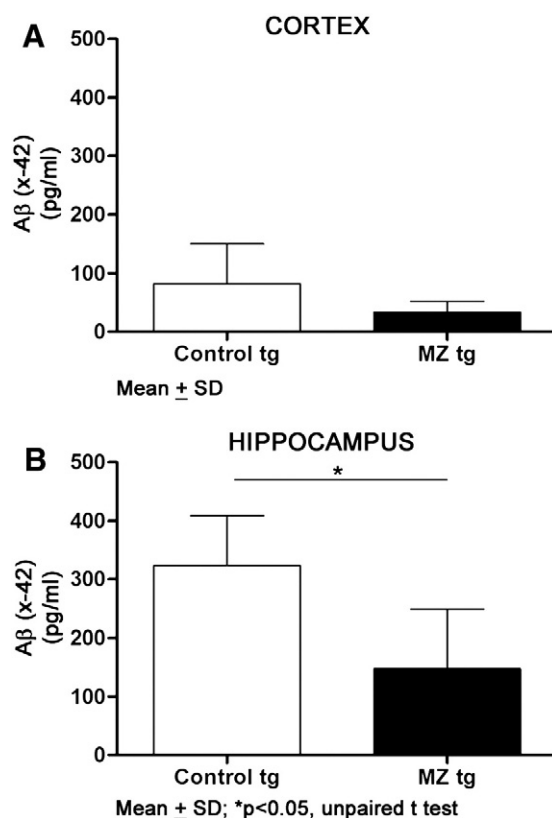 A
CORTEX
500
400
300
200
100
0
Aβ (x-42)
(pg/ml)
Control tg
MZ tg
Mean ± SD
B
HIPPOCAMPUS
*
500
400
300
200
100
0
Aβ (x-42)
(pg/ml)
Control tg
MZ tg
Mean ± SD; *p<0.05, unpaired t test